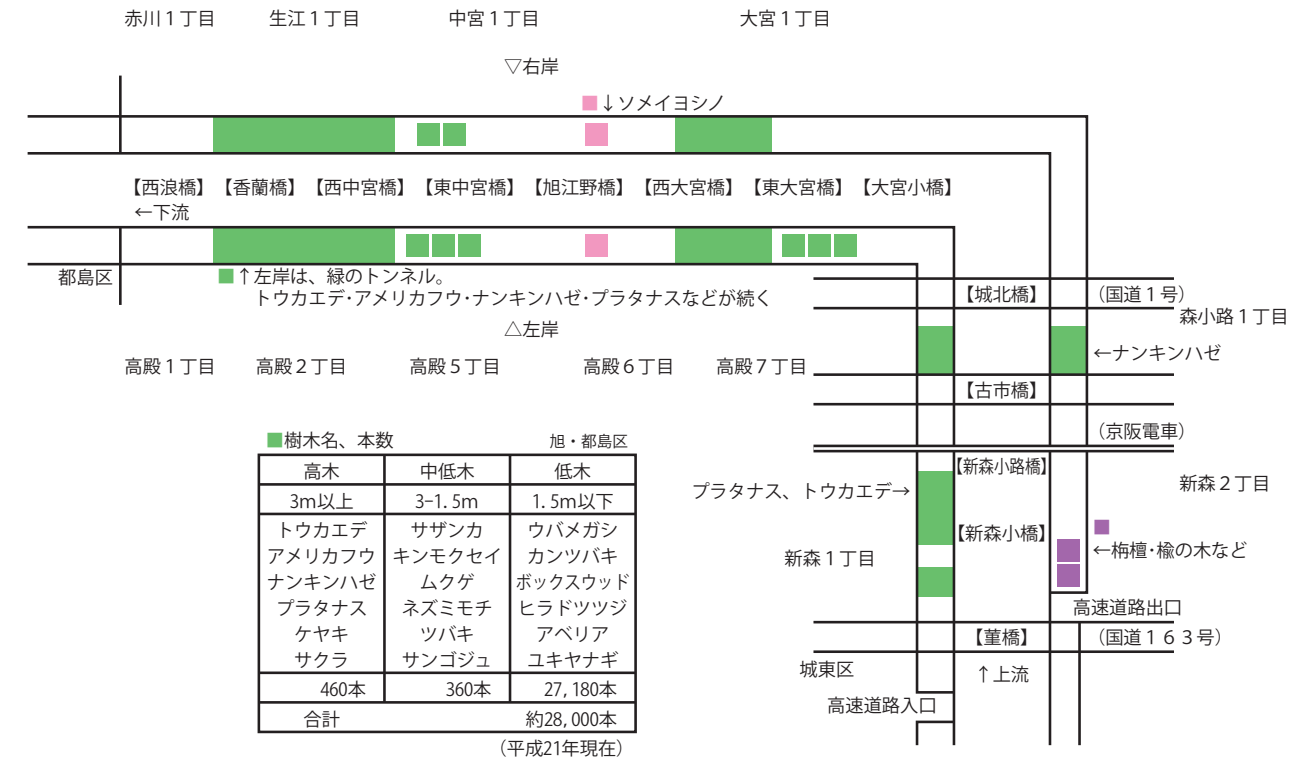 赤川１丁目 生江１丁目 中宮１丁目 大宮１丁目
▽右岸
■↓ソメイヨシノ
【西浪橋】【香蘭橋】【西中宮橋】【東中宮橋】【旭江野橋】【西大宮橋】【東大宮橋】【大宮小橋】
←下流
都島区
■↑左岸は、緑のトンネル。
トウカエデ・アメリカフウ・ナンキンハゼ・プラタナスなどが続く
△左岸
【城北橋】 （国道１号）
森小路１丁目
←ナンキンハゼ
高殿１丁目 高殿２丁目 高殿５丁目 高殿６丁目 高殿７丁目
【古市橋】
（京阪電車）
【新森小路橋】
プラタナス、トウカエデ→
新森２丁目
【新森小橋】
■
←栴檀・楡の木など
新森１丁目
高速道路出口
【菫橋】 （国道１６３号）
城東区
↑上流
高速道路入口
■樹木名、本数 旭・都島区
高木 中低木 低木
3m以上 3-1.5m 1.5m以下
トウカエデ サザンカ ウバメガシ
アメリカフウ キンモクセイ カンツバキ
ナンキンハゼ ムクゲ ボックスウッド
プラタナス ネズミモチ ヒラドツツジ
ケヤキ ツバキ アベリア
サクラ サンゴジュ ユキヤナギ
460本 360本 27,180本
合計 約28,000本
（平成21年現在）